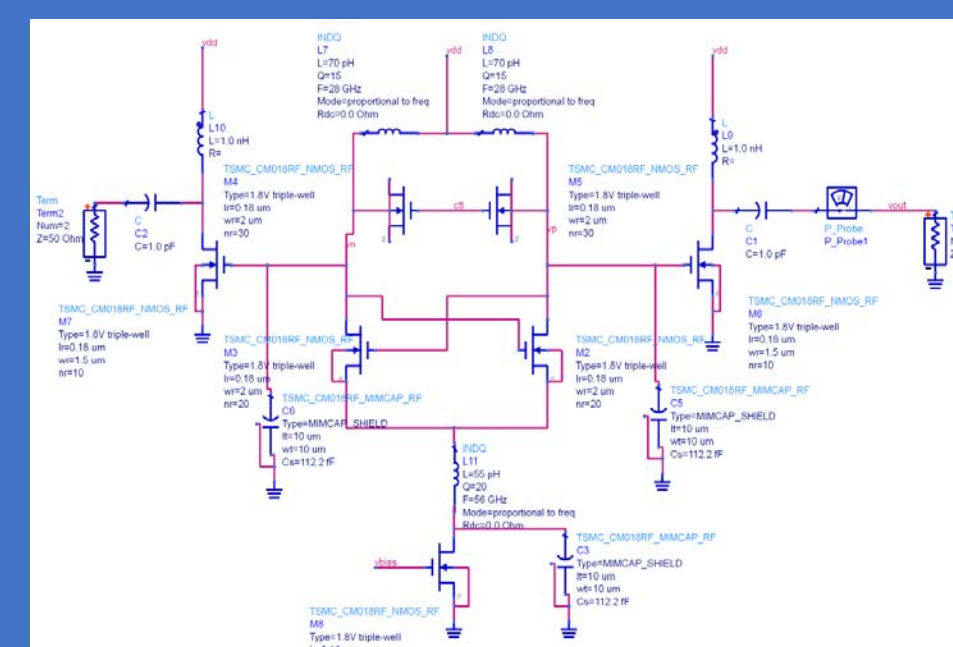 vdd
L
L10
L=1.0 nH
R=
INDQ
L7
L=70 pH
Q=15
F=28 GHz
Mode=proportional to freq
Rdc=0.0 Ohm
vdd
INDQ
L8
L=70 pH
Q=15
F=28 GHz
Mode=proportional to freq
Rdc=0.0 Ohm
vdd
L
L9
L=1.0 nH
R=
Term
Term2
Num=2
Z=50 Ohm
C
C2
C=1.0 pF
TSMC_CM018RF_NMOS_RF
M4
Type=1.8V triple-well
lr=0.18 um
wr=2 um
nr=30
ctl
TSMC_CM018RF_NMOS_RF
M5
Type=1.8V triple-well
lr=0.18 um
wr=2 um
nr=30
vp
C
C1
C=1.0 pF
P_Probe
P_Probe1
vout
TSMC_CM018RF_NMOS_RF
M7
Type=1.8V triple-well
lr=0.18 um
wr=1.5 um
nr=10
TSMC_CM018RF_NMOS_RF
M3
Type=1.8V triple-well
lr=0.18 um
wr=2 um
nr=20
TSMC_CM018RF_NMOS_RF
M2
Type=1.8V triple-well
lr=0.18 um
wr=2 um
nr=20
TSMC_CM018RF_NMOS_RF
M6
Type=1.8V triple-well
lr=0.18 um
wr=1.5 um
nr=10
TSMC_CM018RF_MIMCAP_RF
C6
Type=MIMCAP_SHIELD
lt=10 um
wt=10 um
Cs=112.2 fF
TSMC_CM018RF_MIMCAP_RF
C5
Type=MIMCAP_SHIELD
lt=10 um
wt=10 um
Cs=112.2 fF
INDQ
L11
L=55 pH
Q=20
F=56 GHz
Mode=proportional to freq
Rdc=0.0 Ohm
TSMC_CM018RF_MIMCAP_RF
C3
Type=MIMCAP_SHIELD
lt=10 um
wt=10 um
Cs=112.2 fF
vbias
TSMC_CM018RF_NMOS_RF
M8
Type=1.8V triple-well